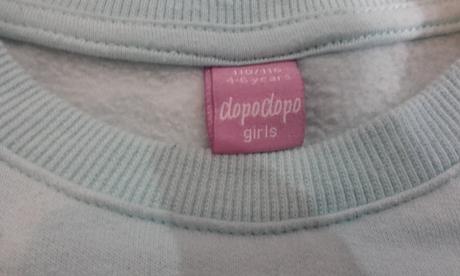 110/116
4-6 years
dopodopo
girls